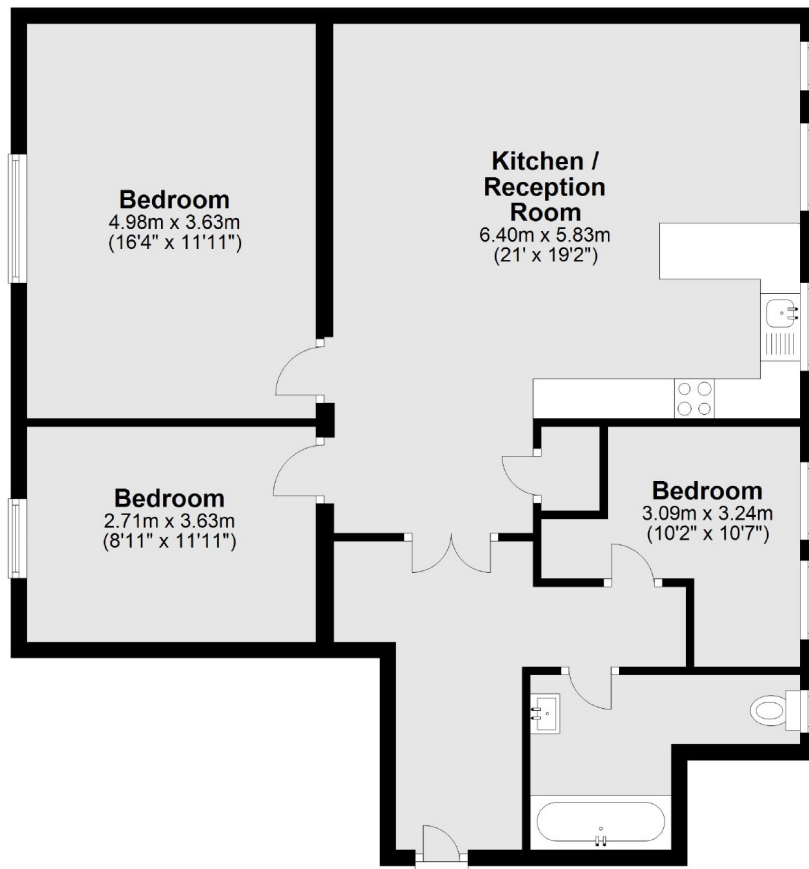 Bedroom
4.98m x 3.63m
(16'4" x 11'11")
Kitchen /
Reception
Room
6.40m x 5.83m
(21' x 19'2")
Bedroom
2.71m x 3.63m
(8'11" x 11'11")
Bedroom
3.09m x 3.24m
(10'2" x 10'7")